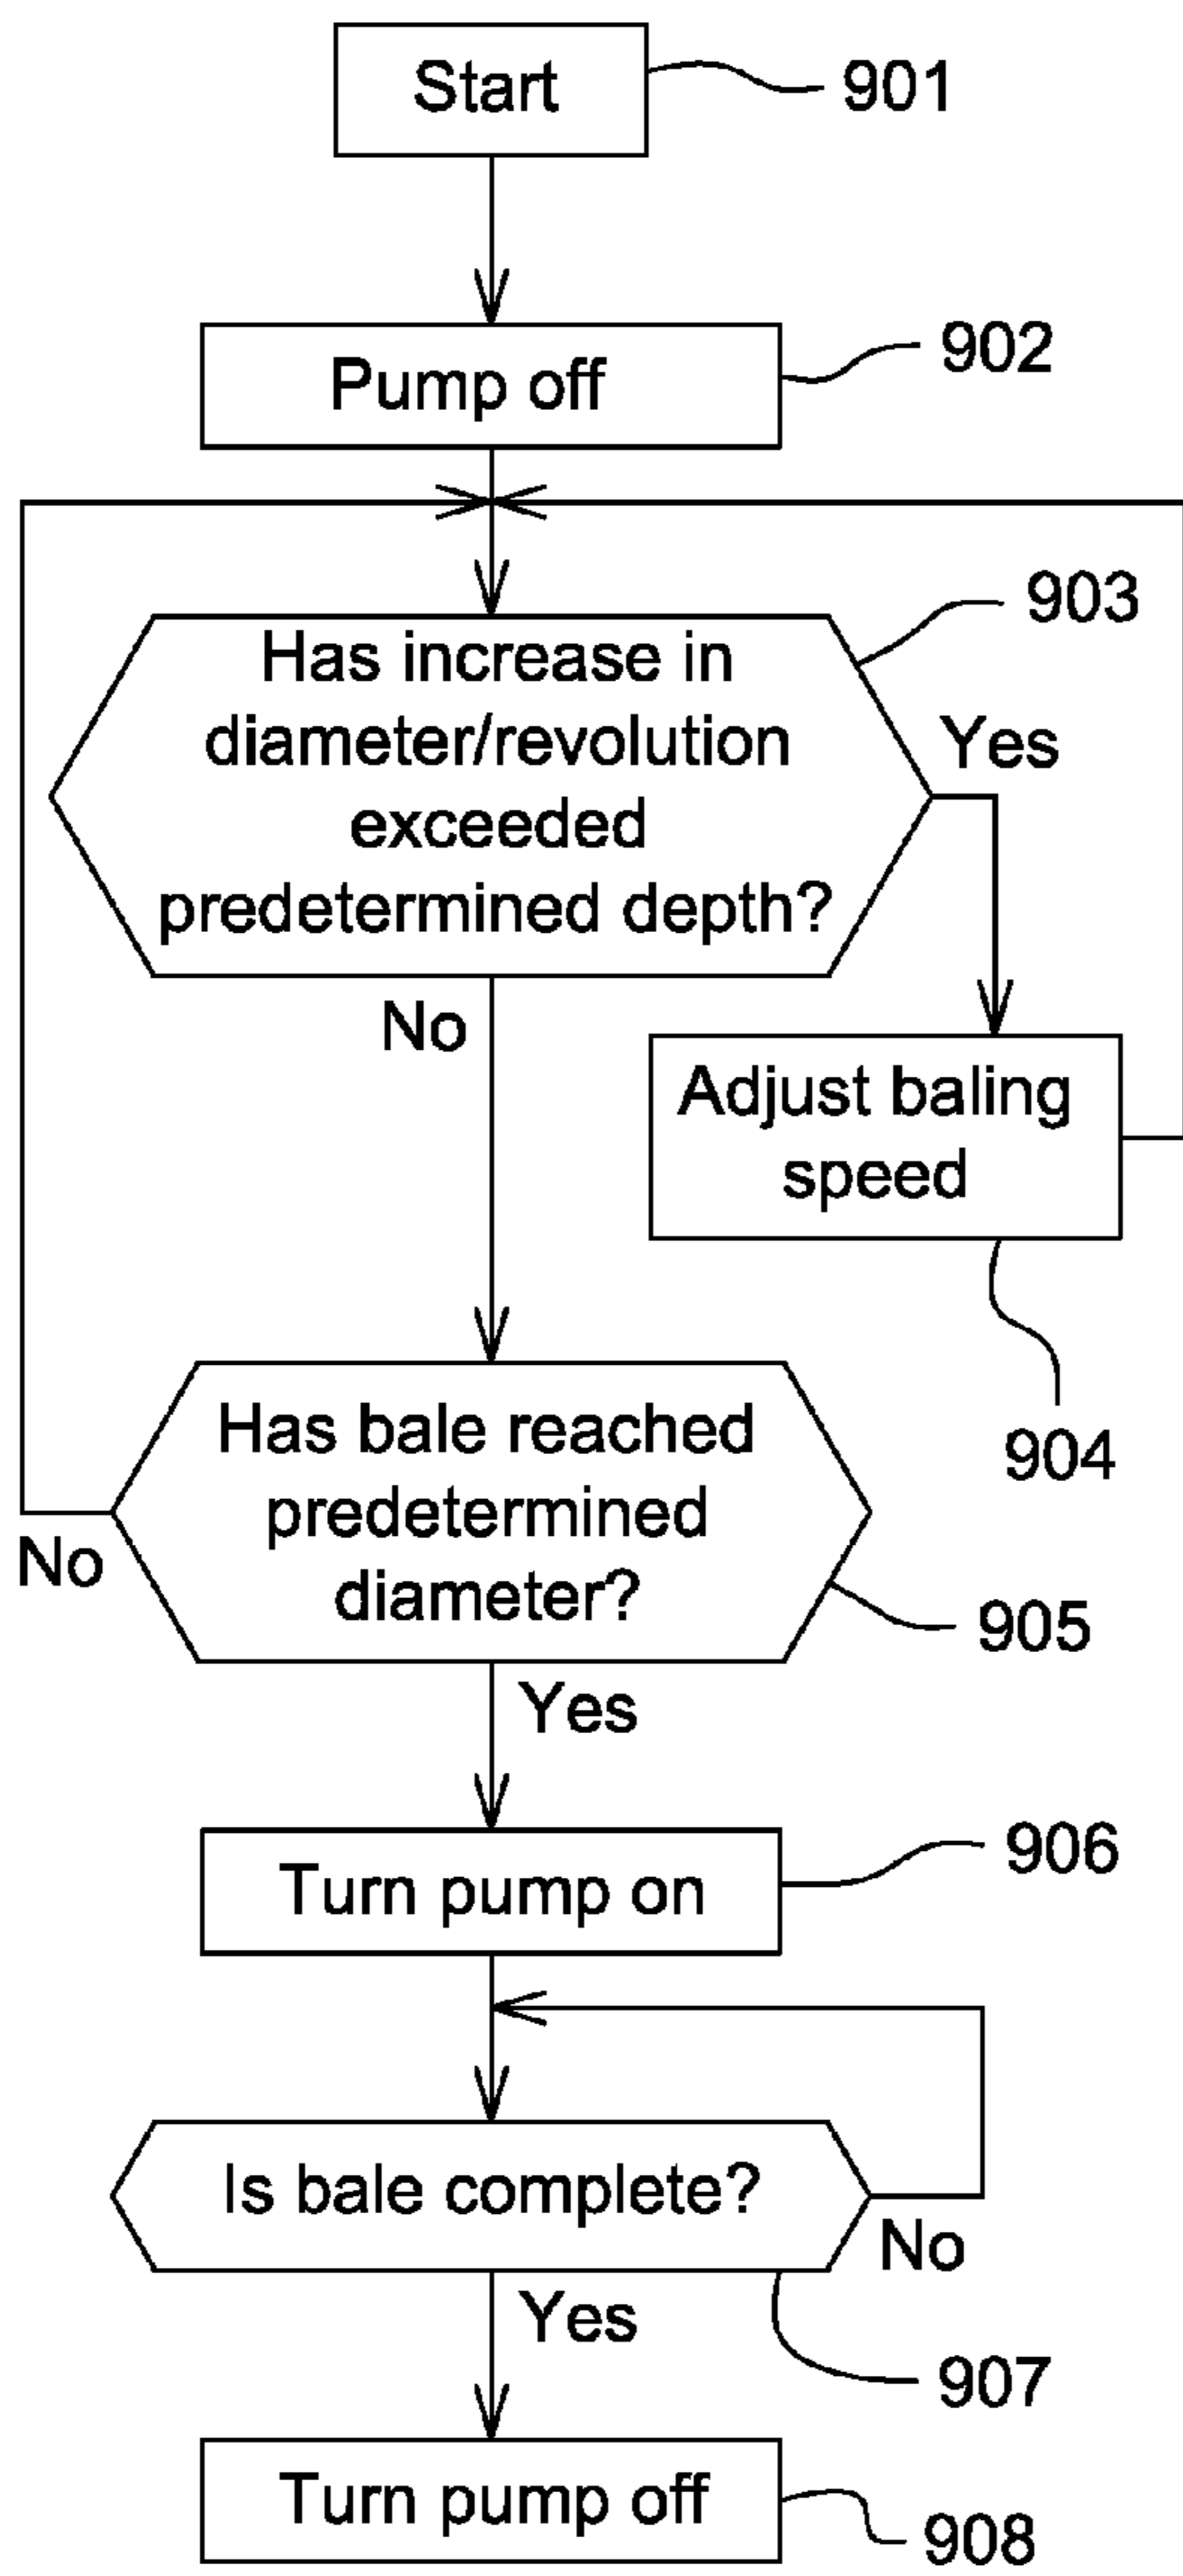 Start
901
Pump off
902
903
Has increase in
diameter/revolution
exceeded
predetermined depth?
Yes
No
Adjust baling
speed
904
Has bale reached
predetermined
diameter?
No
905
Yes
Turn pump on
906
Is bale complete?
No
Yes
907
Turn pump off
908